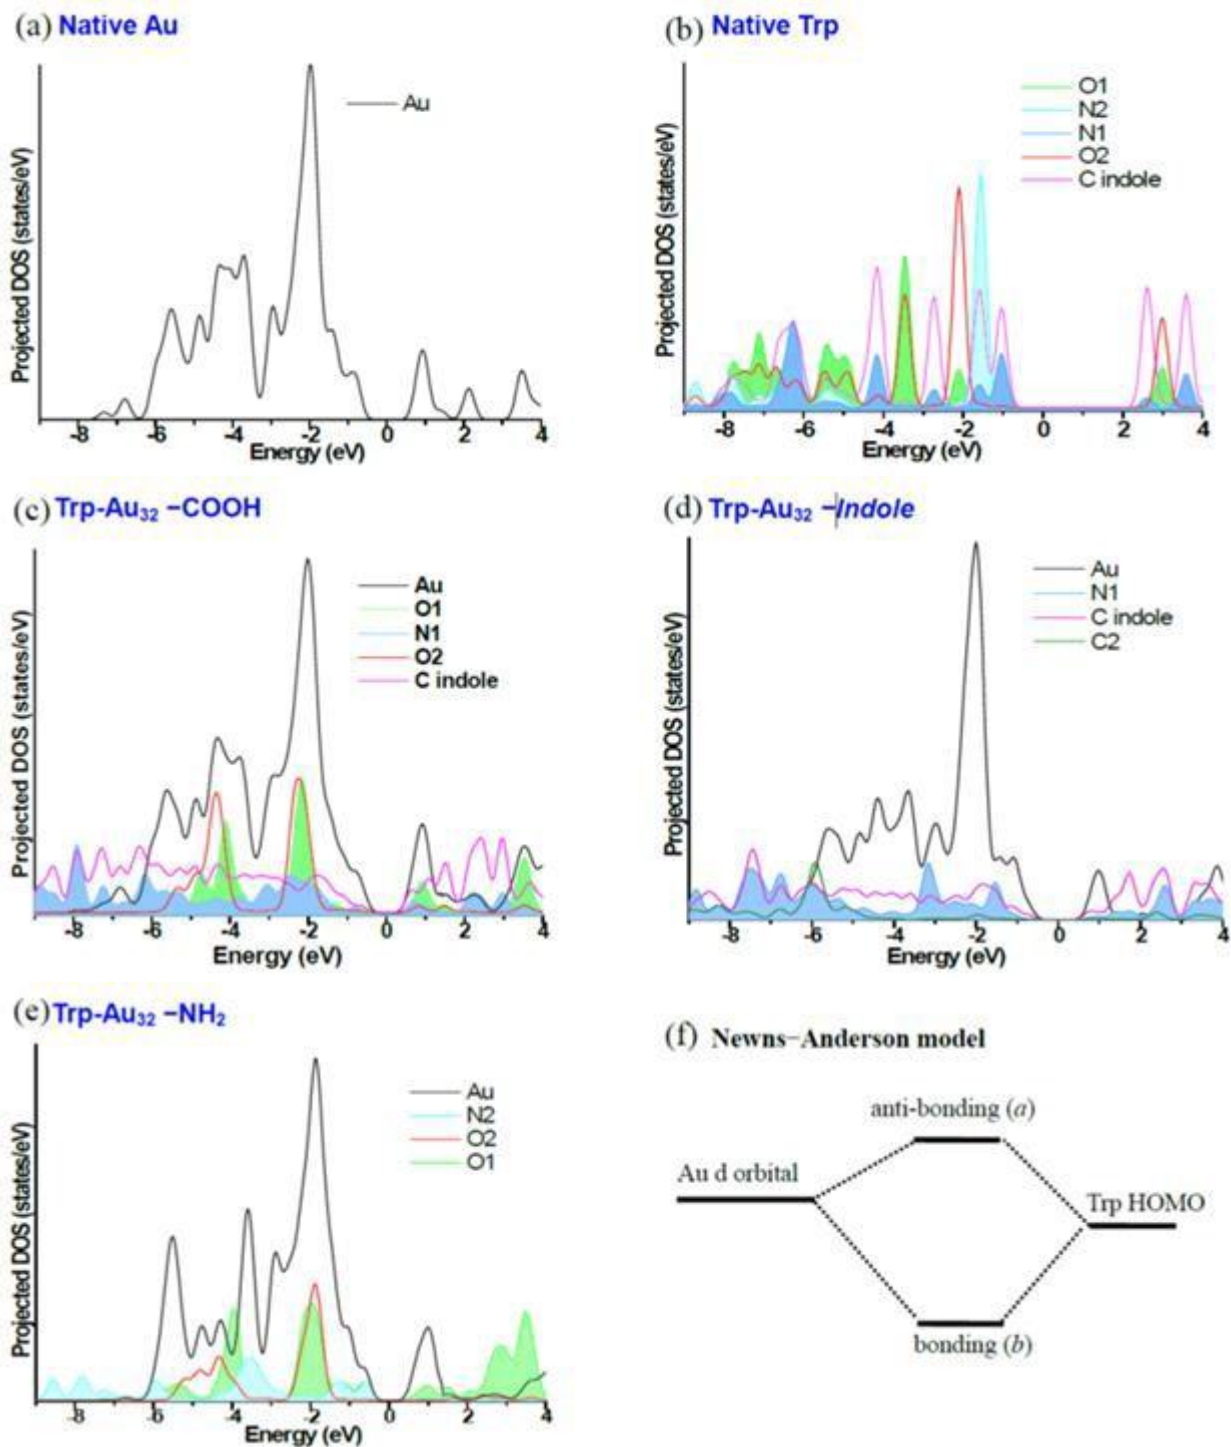 (a) Native Au
Projected DOS (states/eV)
Au
-8 -6 -4 -2 0 2 4
Energy (eV)
(b) Native Trp
Projected DOS (states/eV)
O1
N2
N1
O2
C indole
-8 -6 -4 -2 0 2 4
Energy (eV)
(c) Trp-Au₃₂ −COOH
Projected DOS (states/eV)
Au
O1
N1
O2
C indole
-8 -6 -4 -2 0 2 4
Energy (eV)
(d) Trp-Au₃₂ −Indole
Projected DOS (states/eV)
Au
N1
C indole
C2
-8 -6 -4 -2 0 2 4
Energy (eV)
(e) Trp-Au₃₂ −NH₂
Projected DOS (states/eV)
Au
N2
O2
O1
-8 -6 -4 -2 0 2 4
Energy (eV)
(f) Newns−Anderson model
anti-bonding (a)
Au d orbital
Trp HOMO
bonding (b)